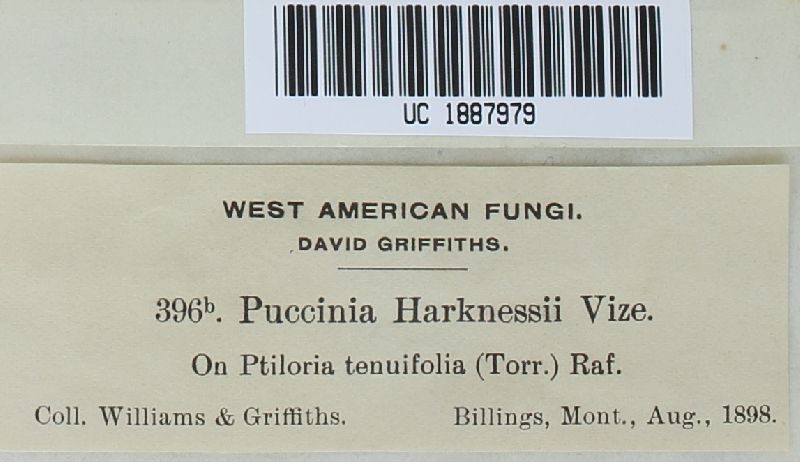 UC 1887979
WEST AMERICAN FUNGI.
DAVID GRIFFITHS.
396b. Puccinia Harknessii Vize.
On Ptiloria tenuifolia (Torr.) Raf.
Coll. Williams & Griffiths. Billings, Mont., Aug., 1898.